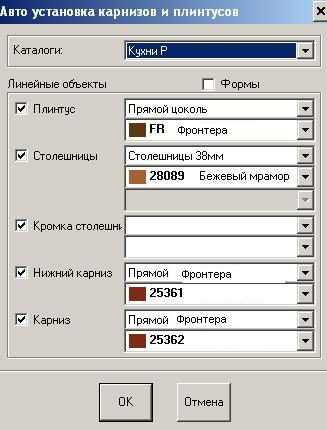 Авто установка карнизов и плинтусов
Каталоги: Кухни Р
Линейные объекты Формы
Плинтус Прямой цоколь
FR Фронтера
Столешницы Столешницы 38мм
28089 Бежевый мрамор
Кромка столешни
Нижний карниз Прямой Фронтера
25361
Карниз Прямой Фронтера
25362
OK Отмена